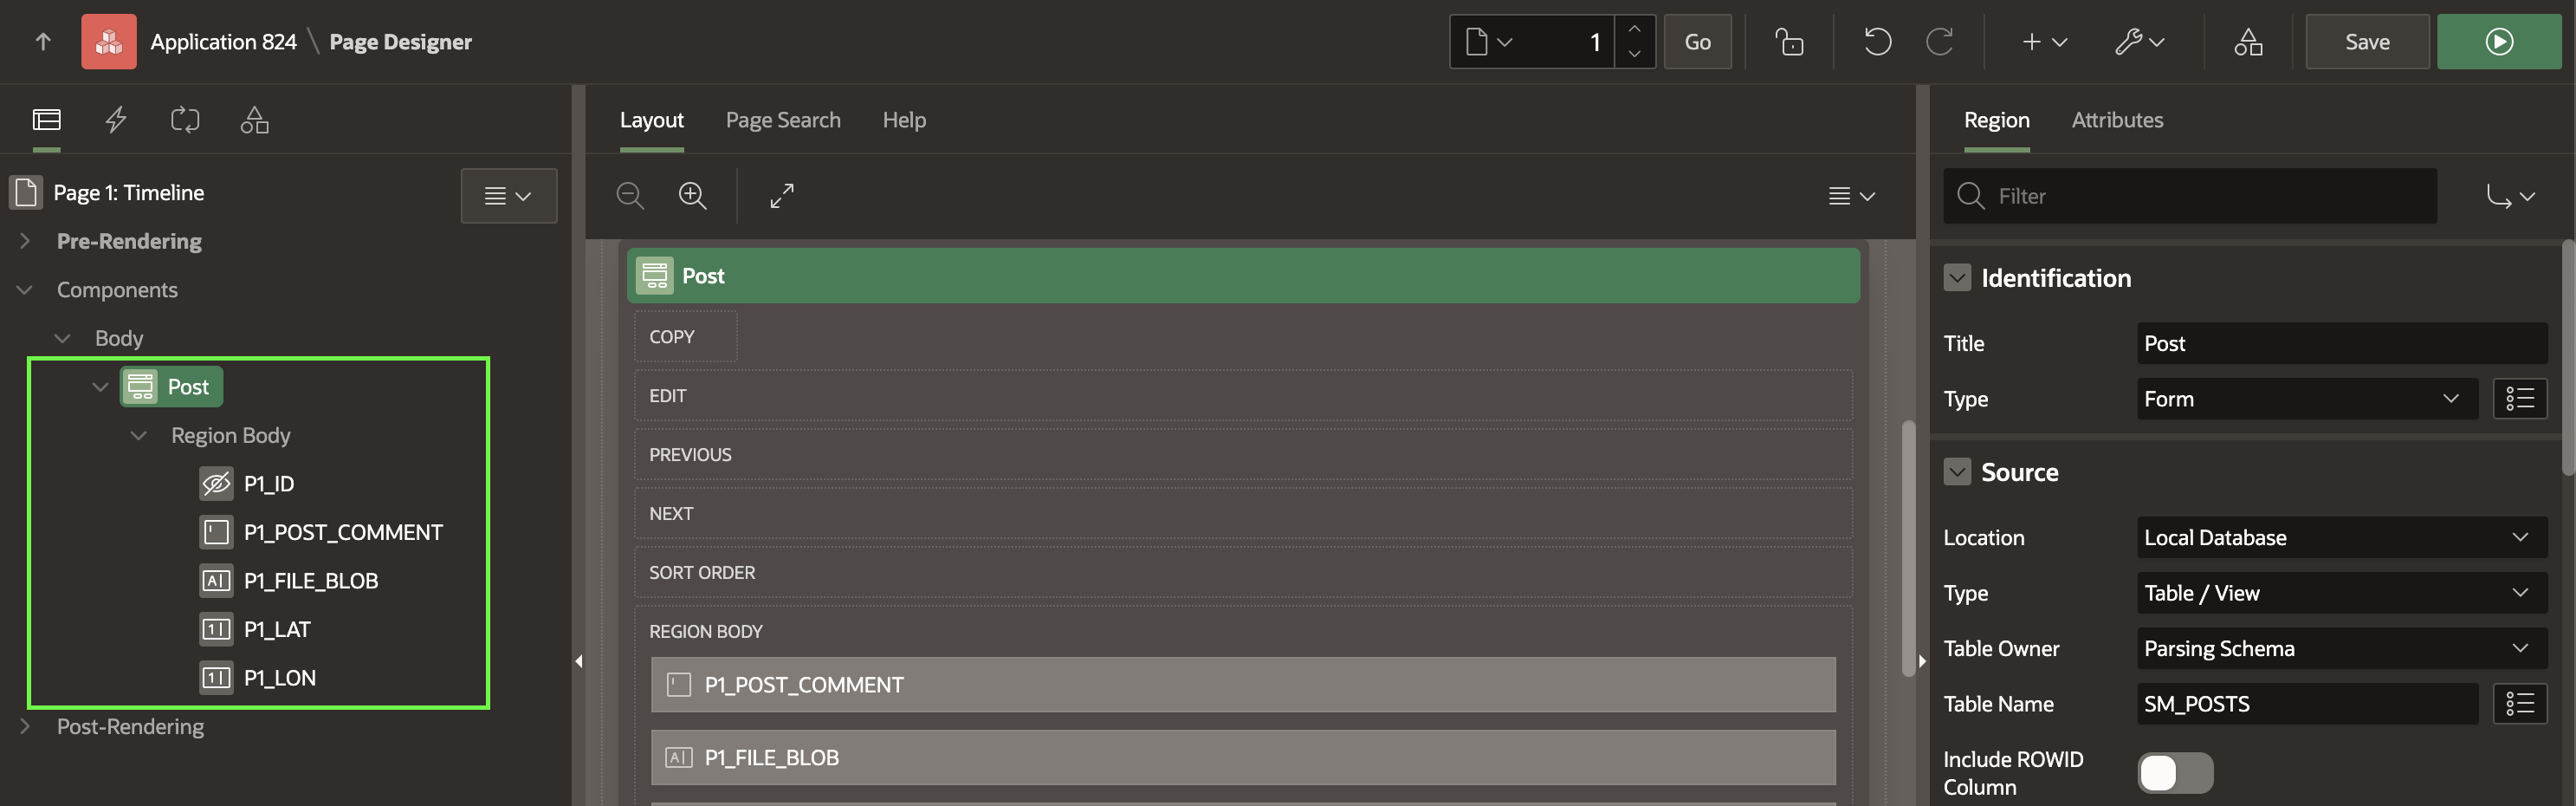 Application 824 \ Page Designer
1
Go
Save
Page 1: Timeline
Pre-Rendering
Components
Body
Post
Region Body
P1_ID
P1_POST_COMMENT
P1_FILE_BLOB
P1_LAT
P1_LON
Post-Rendering
Layout Page Search Help
Post
COPY
EDIT
PREVIOUS
NEXT
SORT ORDER
REGION BODY
P1_POST_COMMENT
P1_FILE_BLOB
Region Attributes
Filter
Identification
Title Post
Type Form
Source
Location Local Database
Type Table / View
Table Owner Parsing Schema
Table Name SM_POSTS
Include ROWID
Column